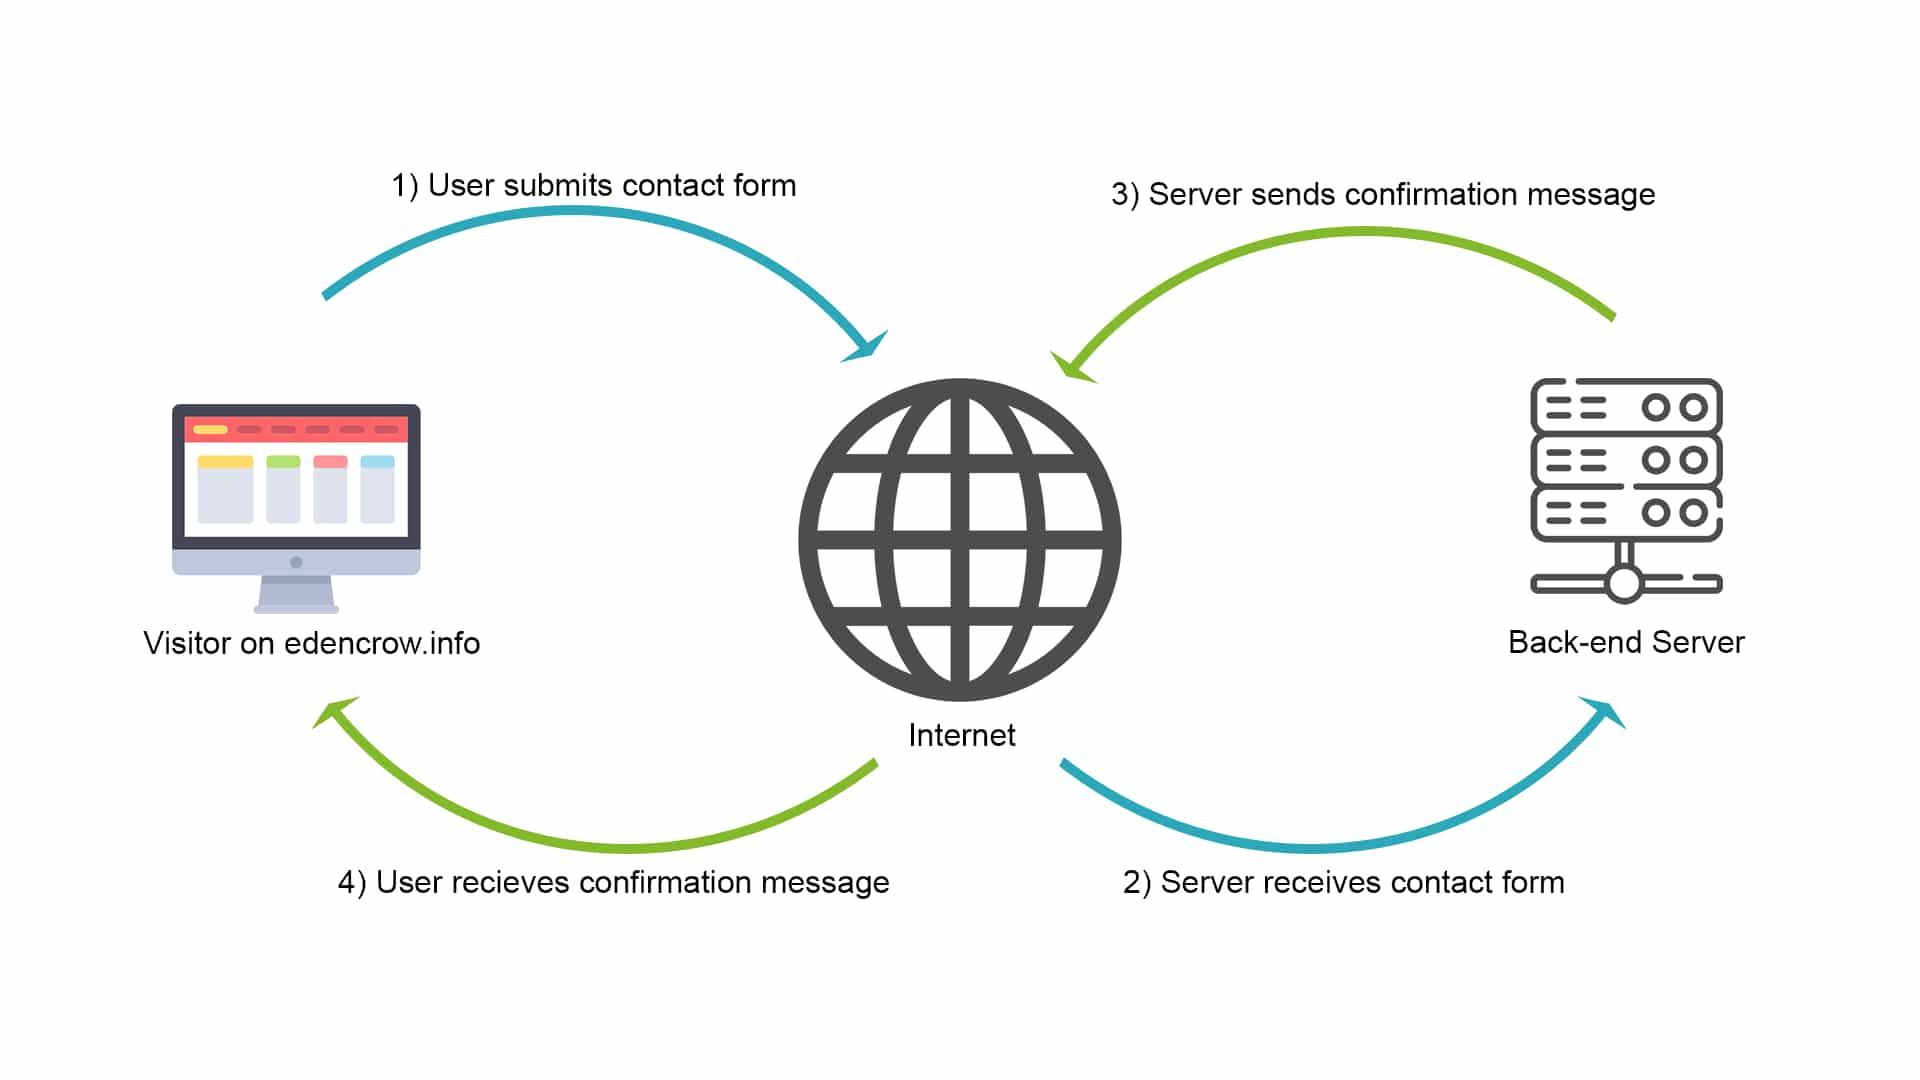 1) User submits contact form
3) Server sends confirmation message
Visitor on edencrow.info
Back-end Server
Internet
4) User recieves confirmation message
2) Server receives contact form